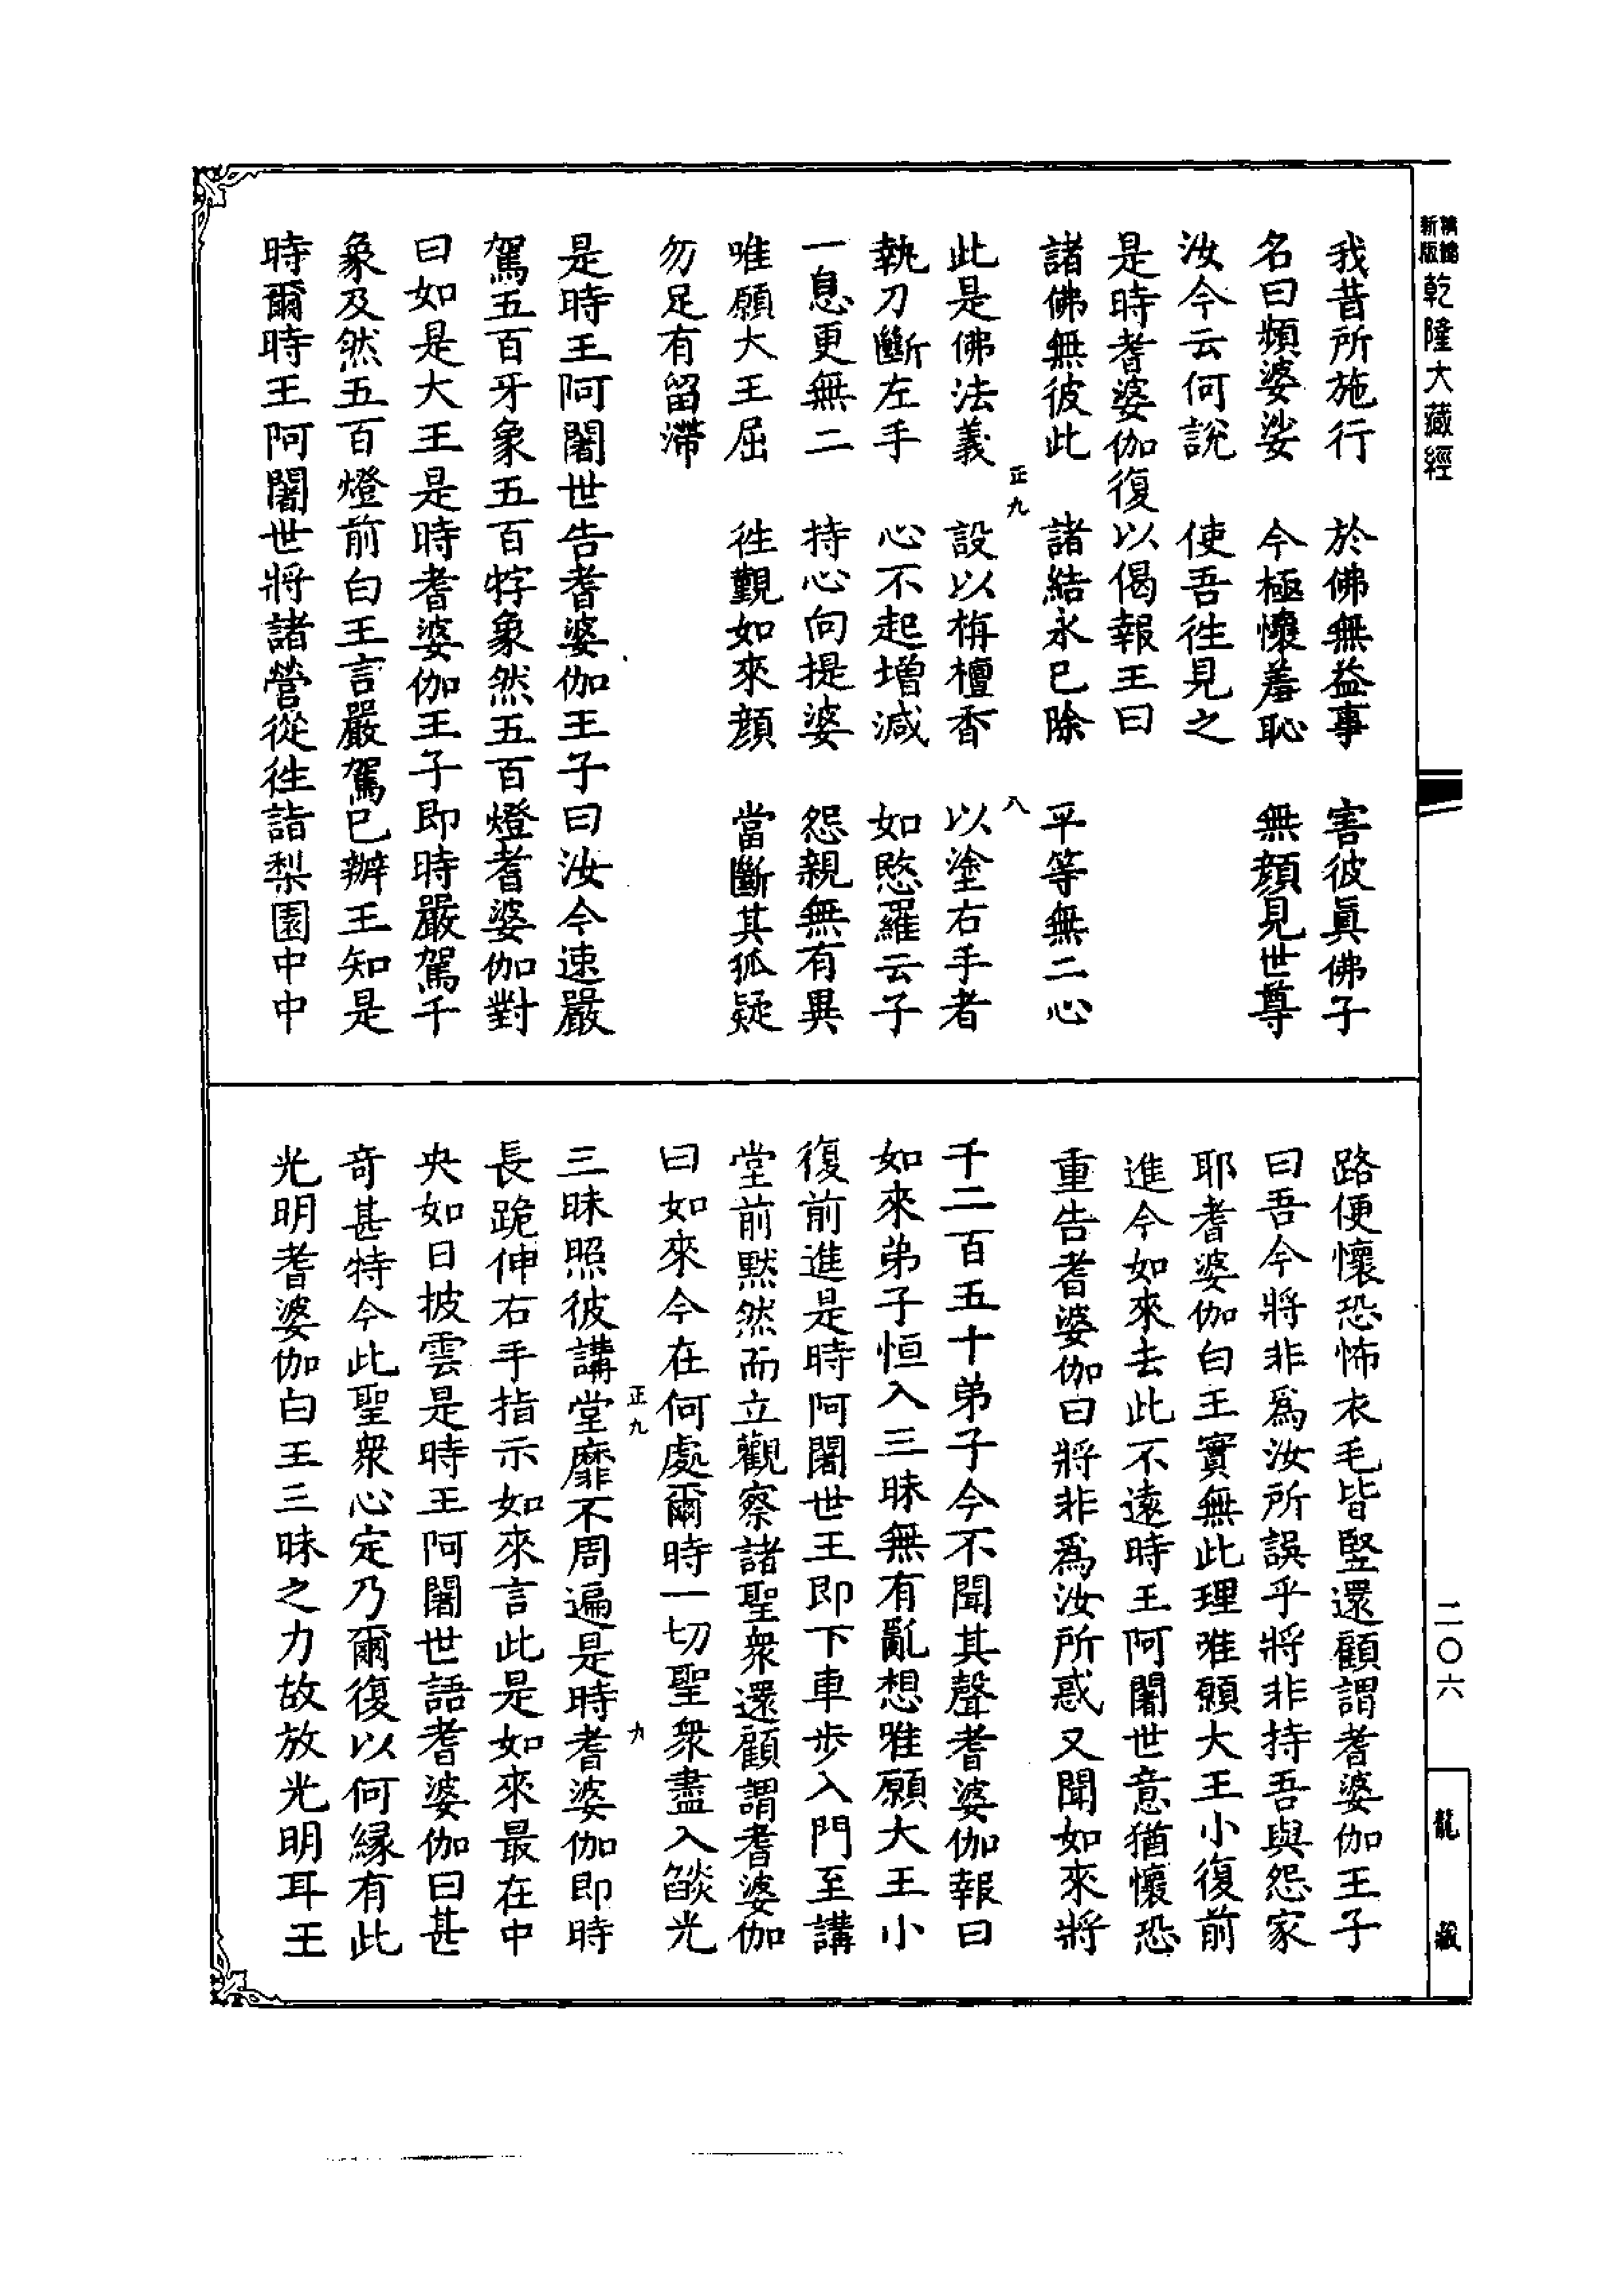 新版
乾隆大藏經
我昔所施行　於佛無益事　害彼眞佛子
名曰頻婆娑　今極懷羞恥　無顏見世尊
汝今云何說　使吾徃見之
是時耆婆伽復以偈報王曰
諸佛無彼此　諸結永已除　平等無二心
正九　八
此是佛法義　設以栴檀香　以塗右手者
執刀斷左手　心不起增減　如愍羅云子
一息更無二　持心向提婆　怨親無有異
唯願大王屈　徃觀如來顏　當斷其狐疑
勿足有留滯
是時王阿闍世告耆婆伽王子曰汝今速嚴
駕五百牙象五百牸象然五百燈耆婆伽對
曰如是大王是時耆婆伽王子即時嚴駕千
象及然五百燈前白王言嚴駕已辦王知是
時爾時王阿闍世將諸營從徃詣梨園中中
路便懷恐怖衣毛皆竪還顧謂耆婆伽王子
曰吾今將非爲汝所誤乎將非持吾與怨家
耶耆婆伽白王實無此理唯願大王小復前
進今如來去此不遠時王阿闍世意猶懷恐
重告耆婆伽曰將非爲汝所惑又聞如來將
千二百五十弟子今不聞其聲耆婆伽報曰
如來弟子恒入三昧無有亂想唯願大王小
復前進是時阿闍世王即下車步入門至講
堂前黙然而立觀察諸聖衆還顧謂耆婆伽
曰如來今在何處爾時一切聖衆盡入燄光
正九　九
三昧照彼講堂靡不周遍是時耆婆伽即時
長跪伸右手指示如來言此是如來最在中
央如日披雲是時王阿闍世語耆婆伽曰甚
奇甚特今此聖衆心定乃爾復以何緣有此
光明耆婆伽白王三昧之力故放光明耳王
二〇六
龍藏